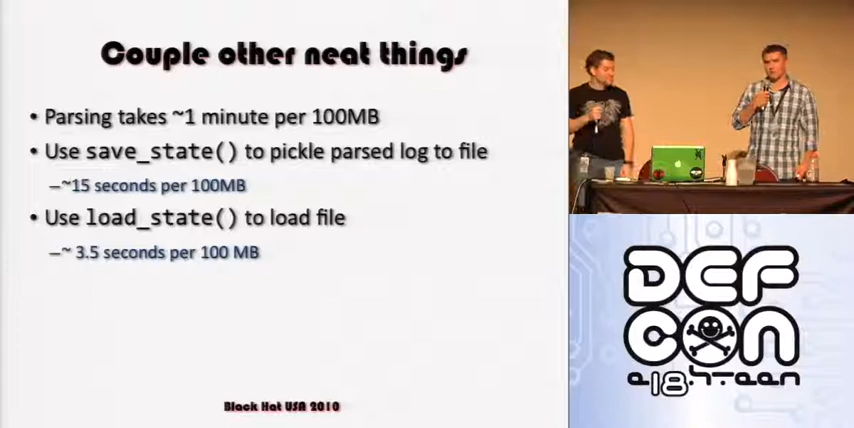 Couple other neat things
• Parsing takes ~1 minute per 100MB
• Use save_state() to pickle parsed log to file
–~15 seconds per 100MB
• Use load_state() to load file
–~ 3.5 seconds per 100 MB
Black Hat USA 2010
DEF
CON
e18h-teen